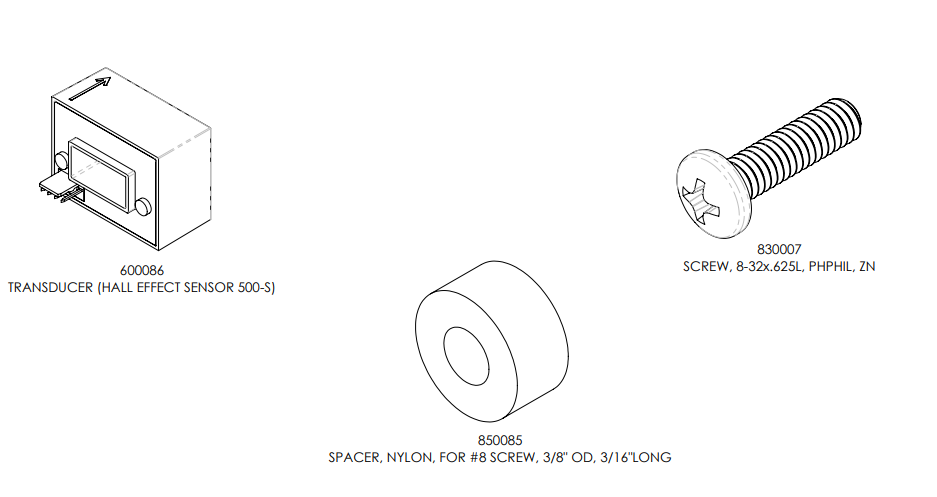 600086
TRANSDUCER (HALL EFFECT SENSOR 500-S)
830007
SCREW, 8-32x.625L, PHPHIL, ZN
850085
SPACER, NYLON, FOR #8 SCREW, 3/8" OD, 3/16"LONG